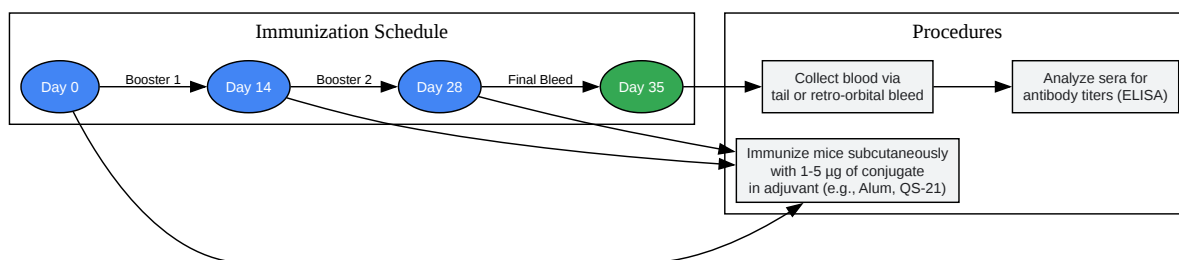 Immunization Schedule
Day 0
Booster 1
Day 14
Booster 2
Day 28
Final Bleed
Day 35
Procedures
Collect blood via
tail or retro-orbital bleed
Analyze sera for
antibody titers (ELISA)
Immunize mice subcutaneously
with 1-5 µg of conjugate
in adjuvant (e.g., Alum, QS-21)